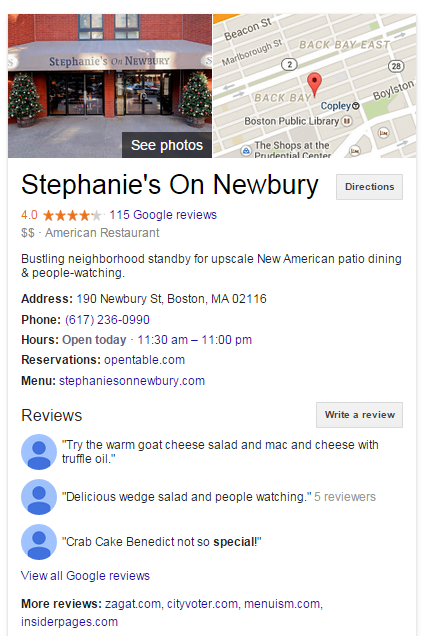 Stephanie's On Newbury
See photos
Beacon St
Marlborough St
BACK BAY EAST
2
28
BACK BAY
Copley
Boylston
Boston Public Library
The Shops at the
Prudential Center
Stephanie's On Newbury
Directions
4.0 115 Google reviews
$$ · American Restaurant
Bustling neighborhood standby for upscale New American patio dining
& people-watching.
Address: 190 Newbury St, Boston, MA 02116
Phone: (617) 236-0990
Hours: Open today · 11:30 am – 11:00 pm
Reservations: opentable.com
Menu: stephaniesonnewbury.com
Reviews
Write a review
"Try the warm goat cheese salad and mac and cheese with
truffle oil."
"Delicious wedge salad and people watching." 5 reviewers
"Crab Cake Benedict not so special!"
View all Google reviews
More reviews: zagat.com, cityvoter.com, menuism.com,
insiderpages.com